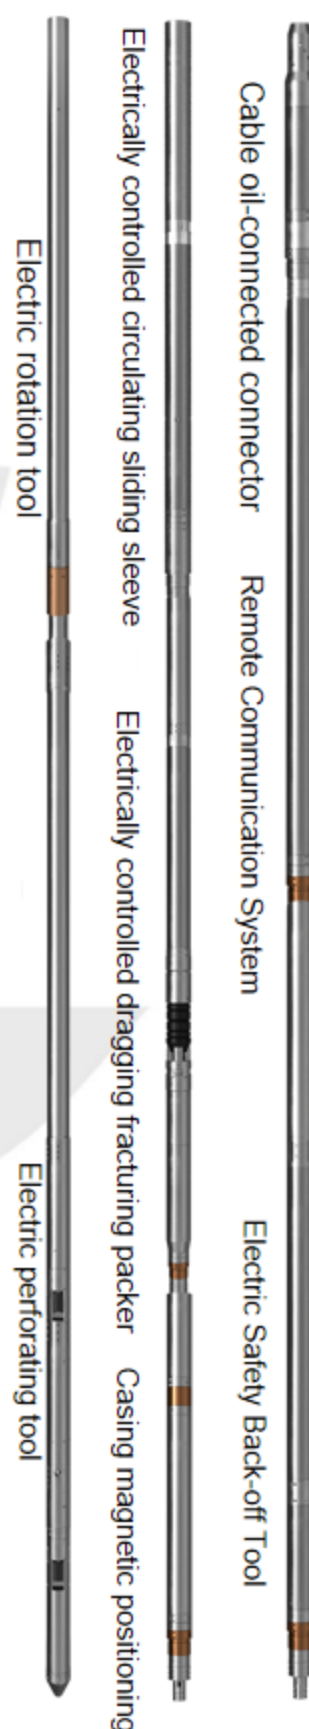 Cable oil-connected connector
Remote Communication System
Electric Safety Back-off Tool
Electrically controlled circulating sliding sleeve
Electrically controlled dragging fracturing packer
Casing magnetic positioning
Electric rotation tool
Electric perforating tool